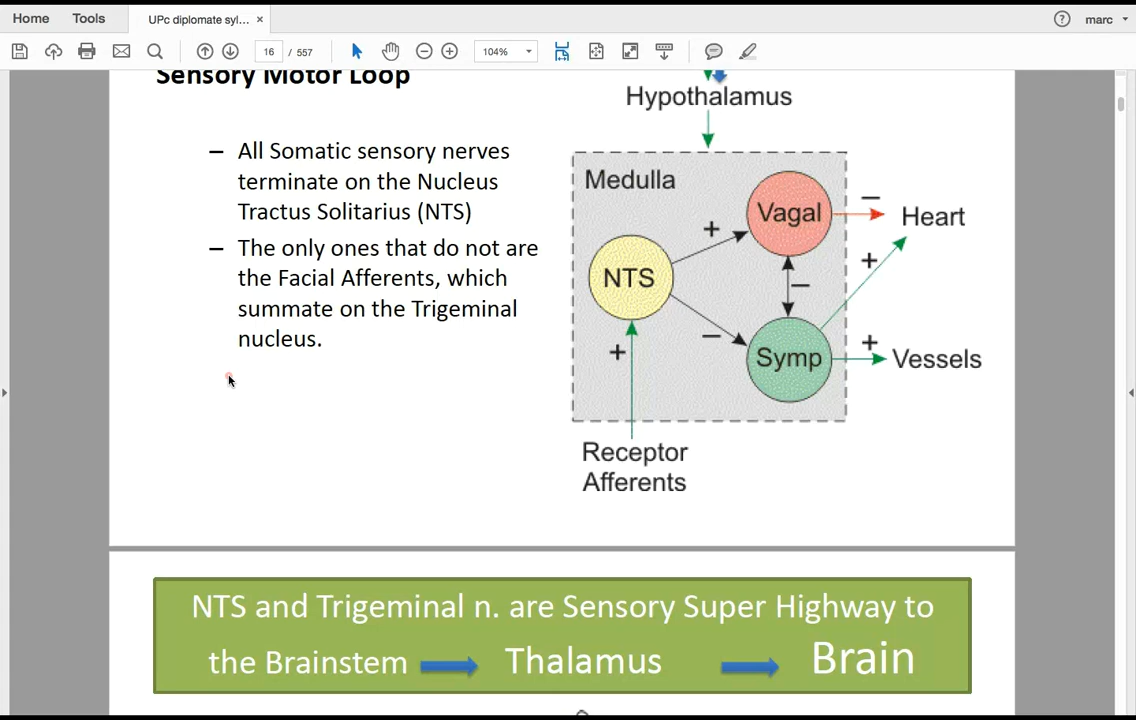 Home Tools UPc diplomate syl... × ? marc
16 / 557 104%
Sensory Motor Loop
– All Somatic sensory nerves
terminate on the Nucleus
Tractus Solitarius (NTS)
– The only ones that do not are
the Facial Afferents, which
summate on the Trigeminal
nucleus.
Hypothalamus
Medulla
Vagal
–
Heart
+
+
NTS
–
–
+
Symp
+
Vessels
+
Receptor
Afferents
NTS and Trigeminal n. are Sensory Super Highway to
the Brainstem Thalamus Brain